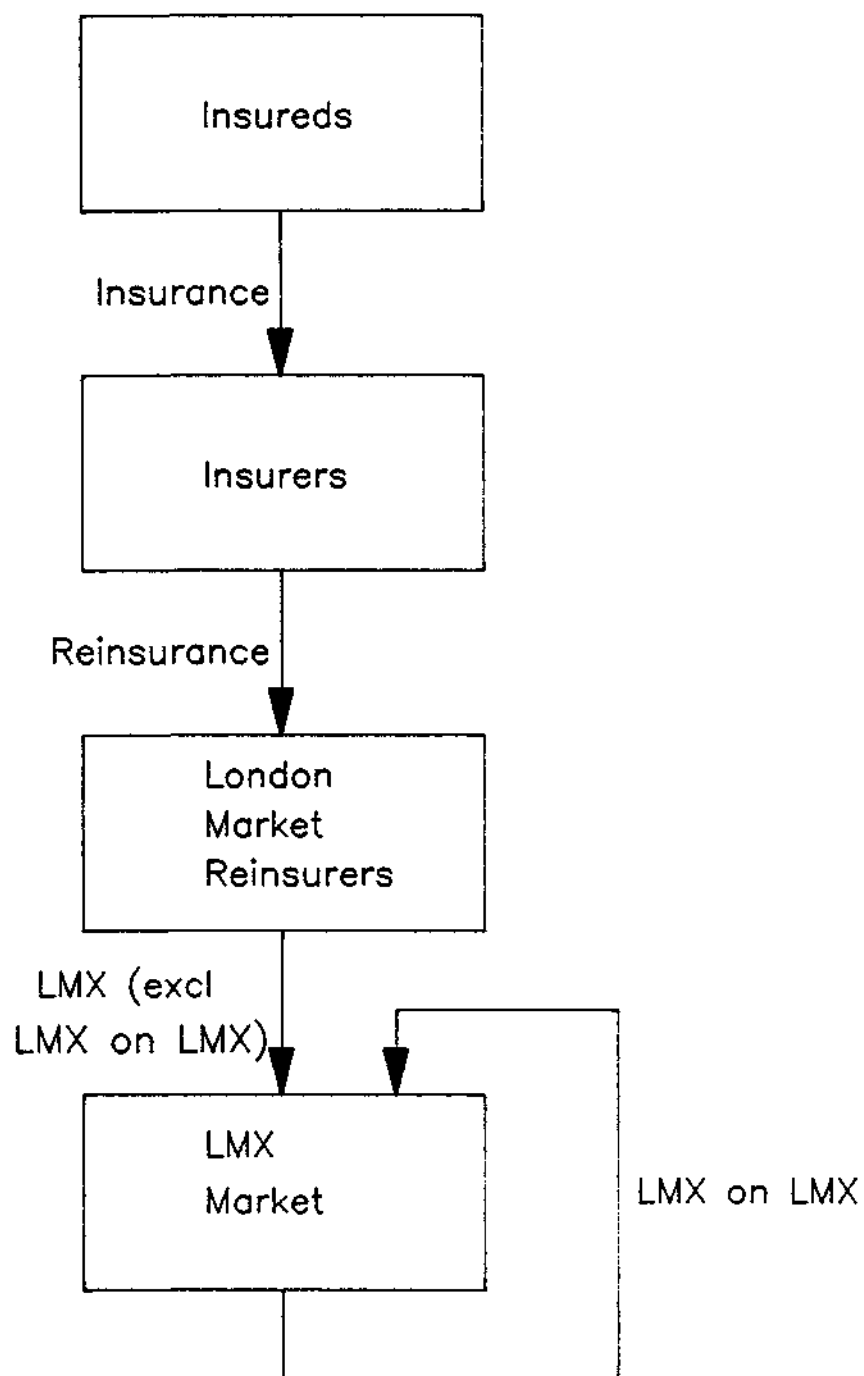 Insureds
Insurance
Insurers
Reinsurance
London
Market
Reinsurers
LMX (excl
LMX on LMX)
LMX
Market
LMX on LMX